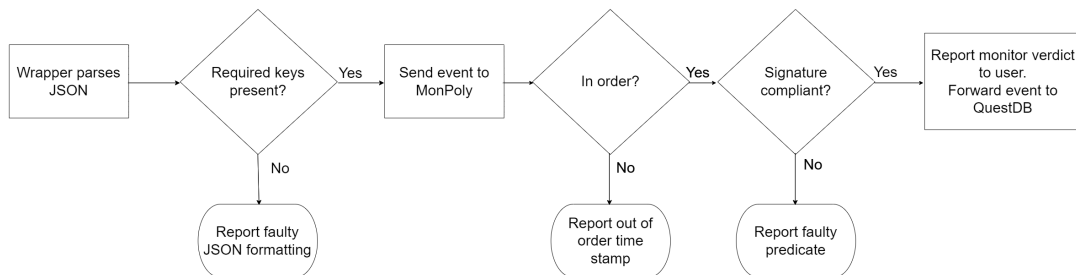 Wrapper parses
JSON
Required keys
present?
Yes
Send event to
MonPoly
In order?
Yes
Signature
compliant?
Yes
Report monitor verdict
to user.
Forward event to
QuestDB
No
No
No
Report faulty
JSON formatting
Report out of
order time
stamp
Report faulty
predicate